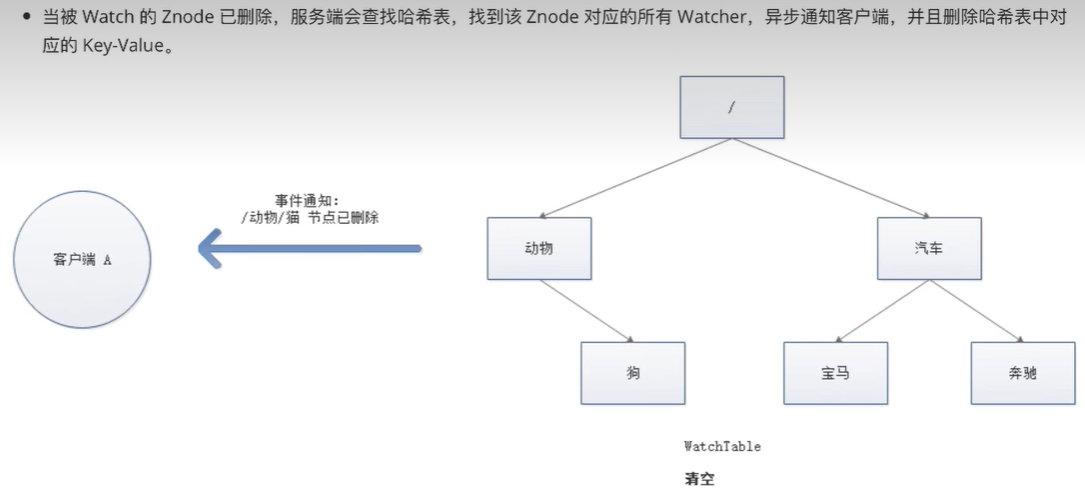 当被 Watch 的 Znode 已删除，服务端会查找哈希表，找到该 Znode 对应的所有 Watcher，异步通知客户端，并且删除哈希表中对
应的 Key-Value。
/
事件通知：
/动物/猫 节点已删除
客户端 A
动物
汽车
狗
宝马
奔驰
WatchTable
清空